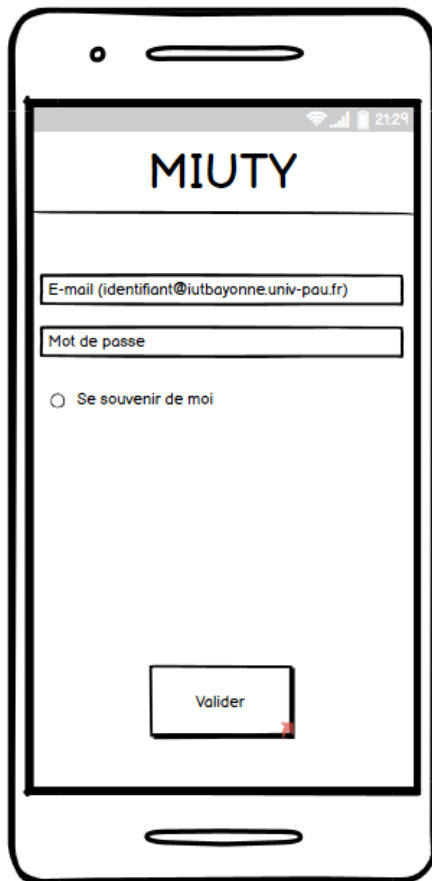 21:29
MIUTY
E-mail (identifiant@iutbayonne.univ-pau.fr)
Mot de passe
Se souvenir de moi
Valider